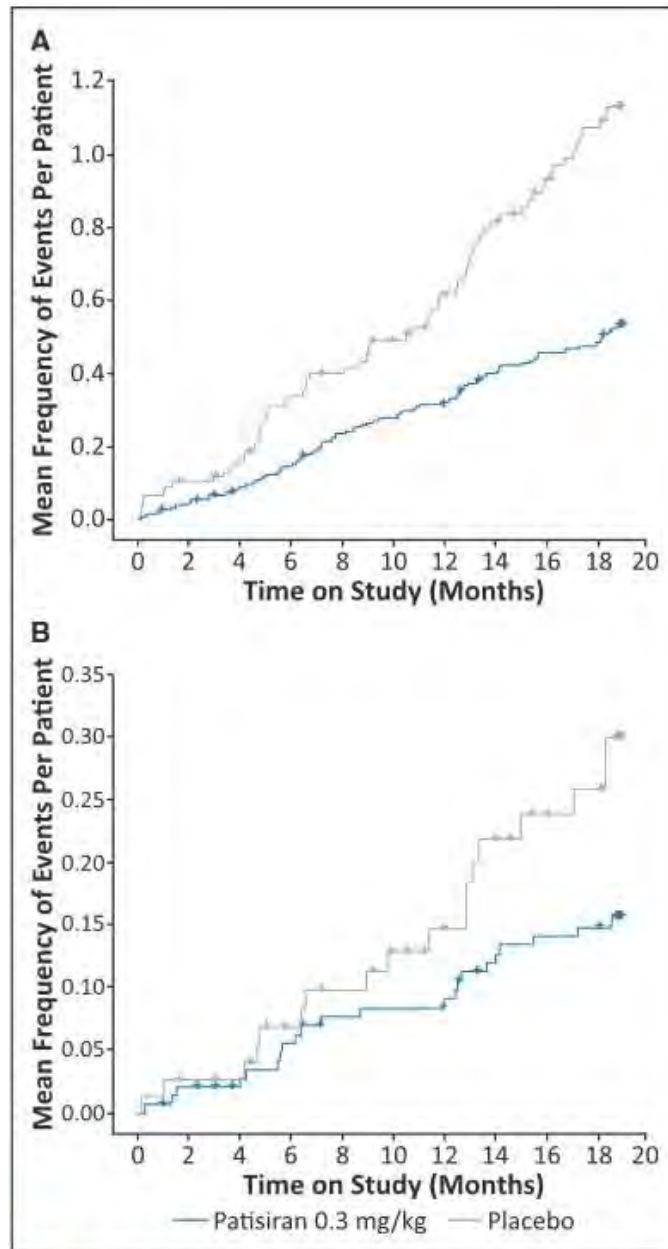 A
Mean Frequency of Events Per Patient
1.2
1.0
0.8
0.6
0.4
0.2
0.0
0 2 4 6 8 10 12 14 16 18 20
Time on Study (Months)
B
Mean Frequency of Events Per Patient
0.35
0.30
0.25
0.20
0.15
0.10
0.05
0.00
0 2 4 6 8 10 12 14 16 18 20
Time on Study (Months)
Patisiran 0.3 mg/kg Placebo